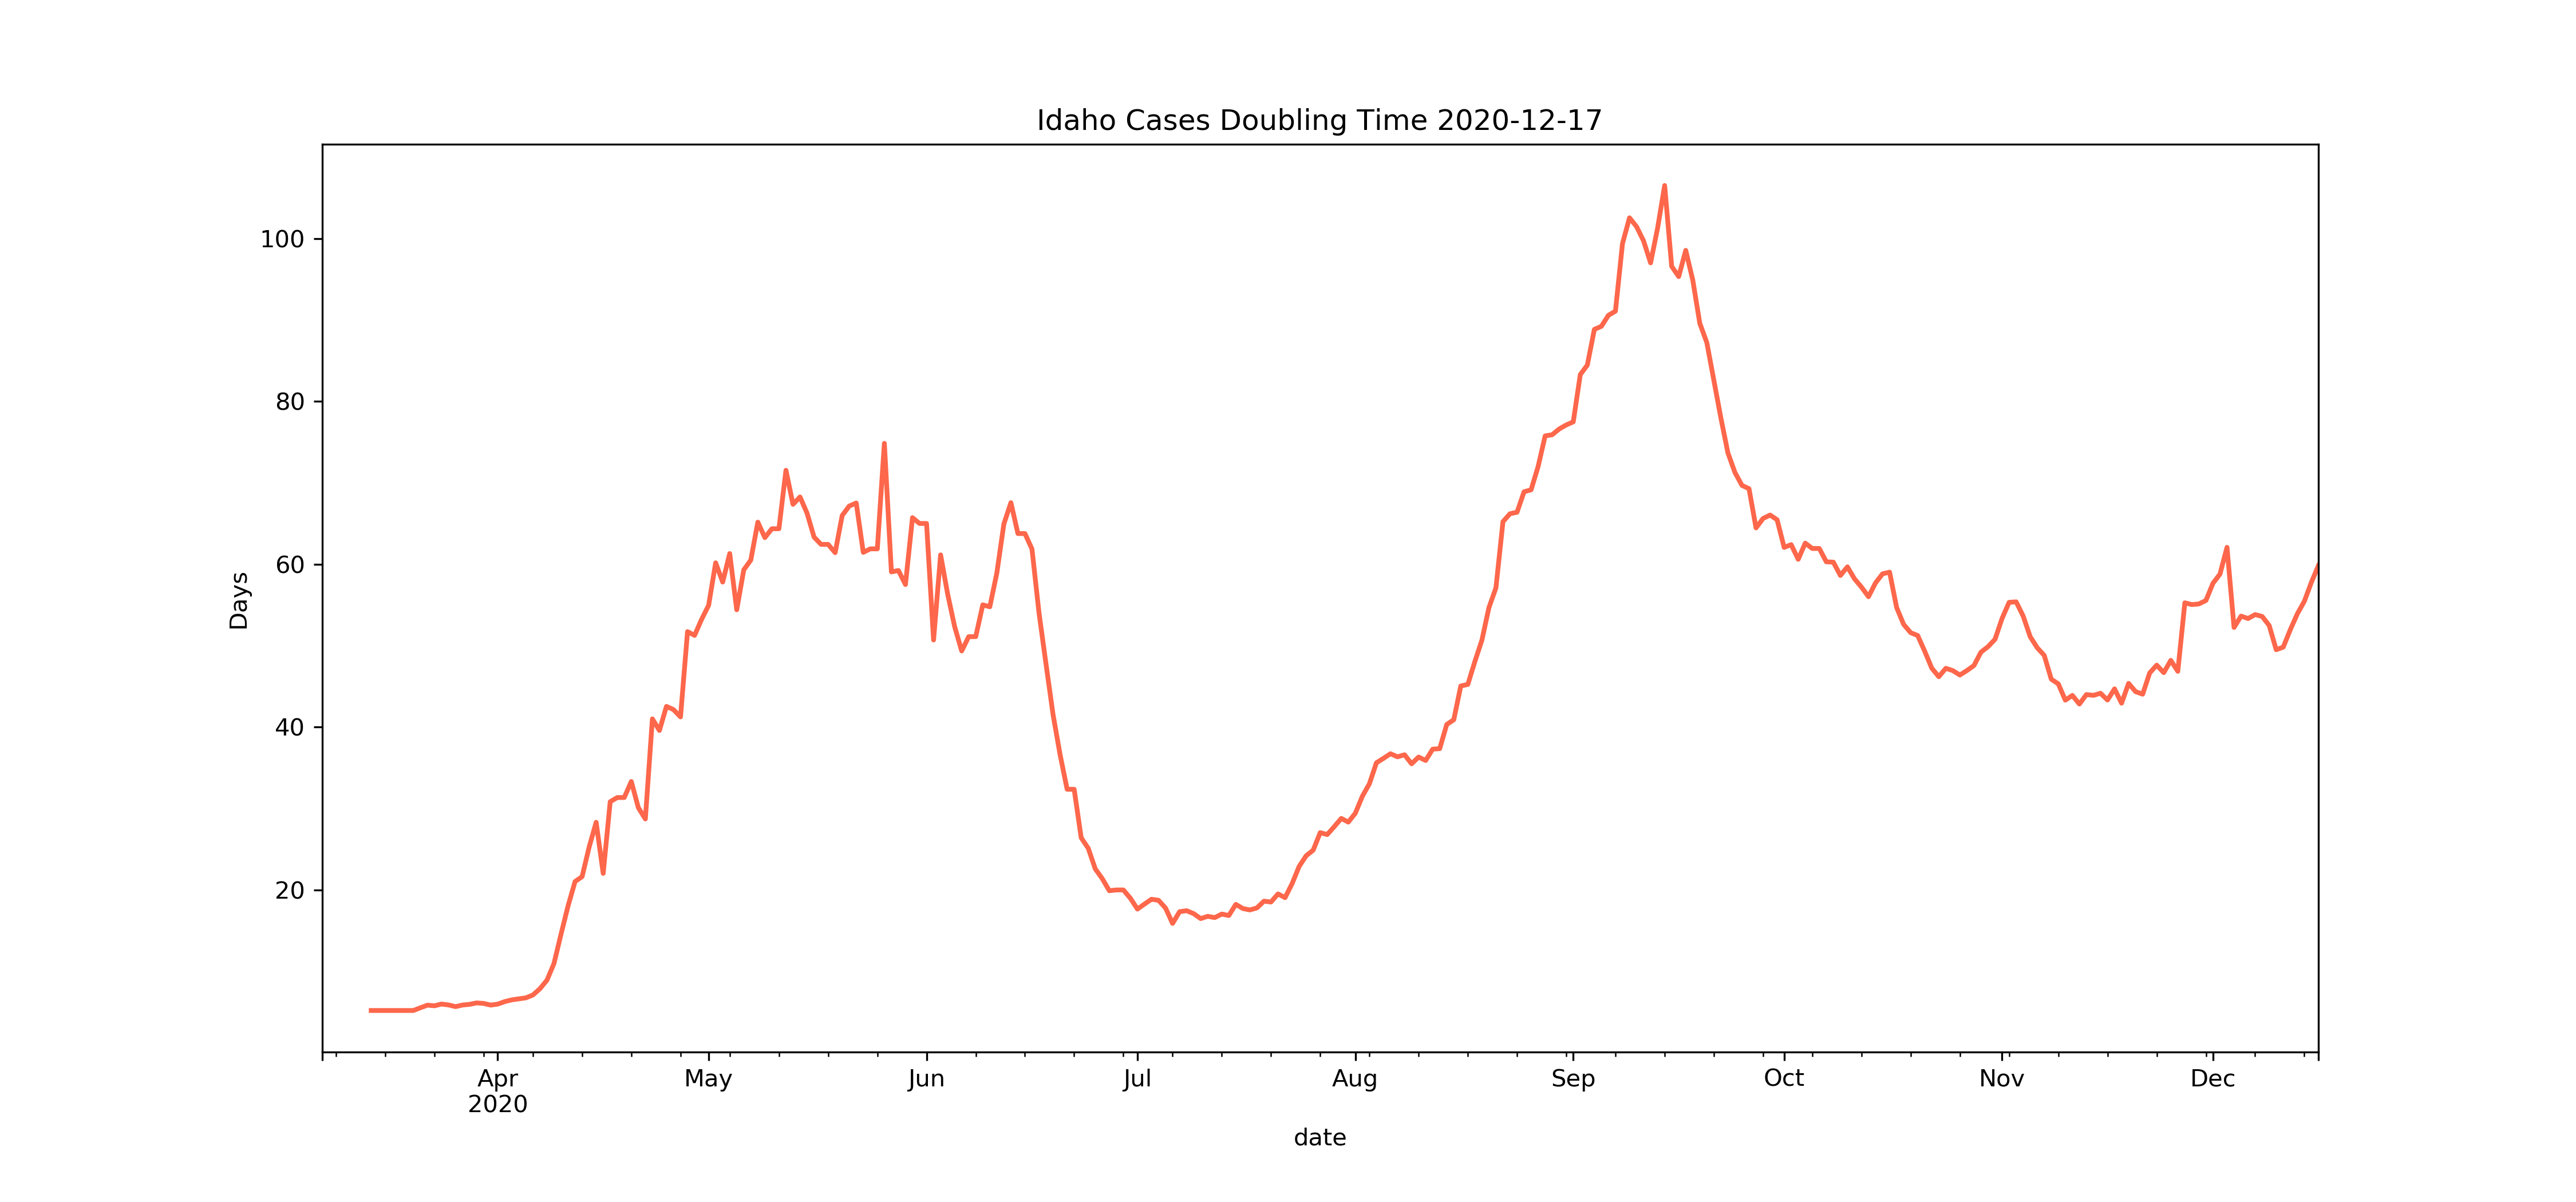 Idaho Cases Doubling Time 2020-12-17
100
80
60
40
20
Days
Apr May Jun Jul Aug Sep Oct Nov Dec
2020
date